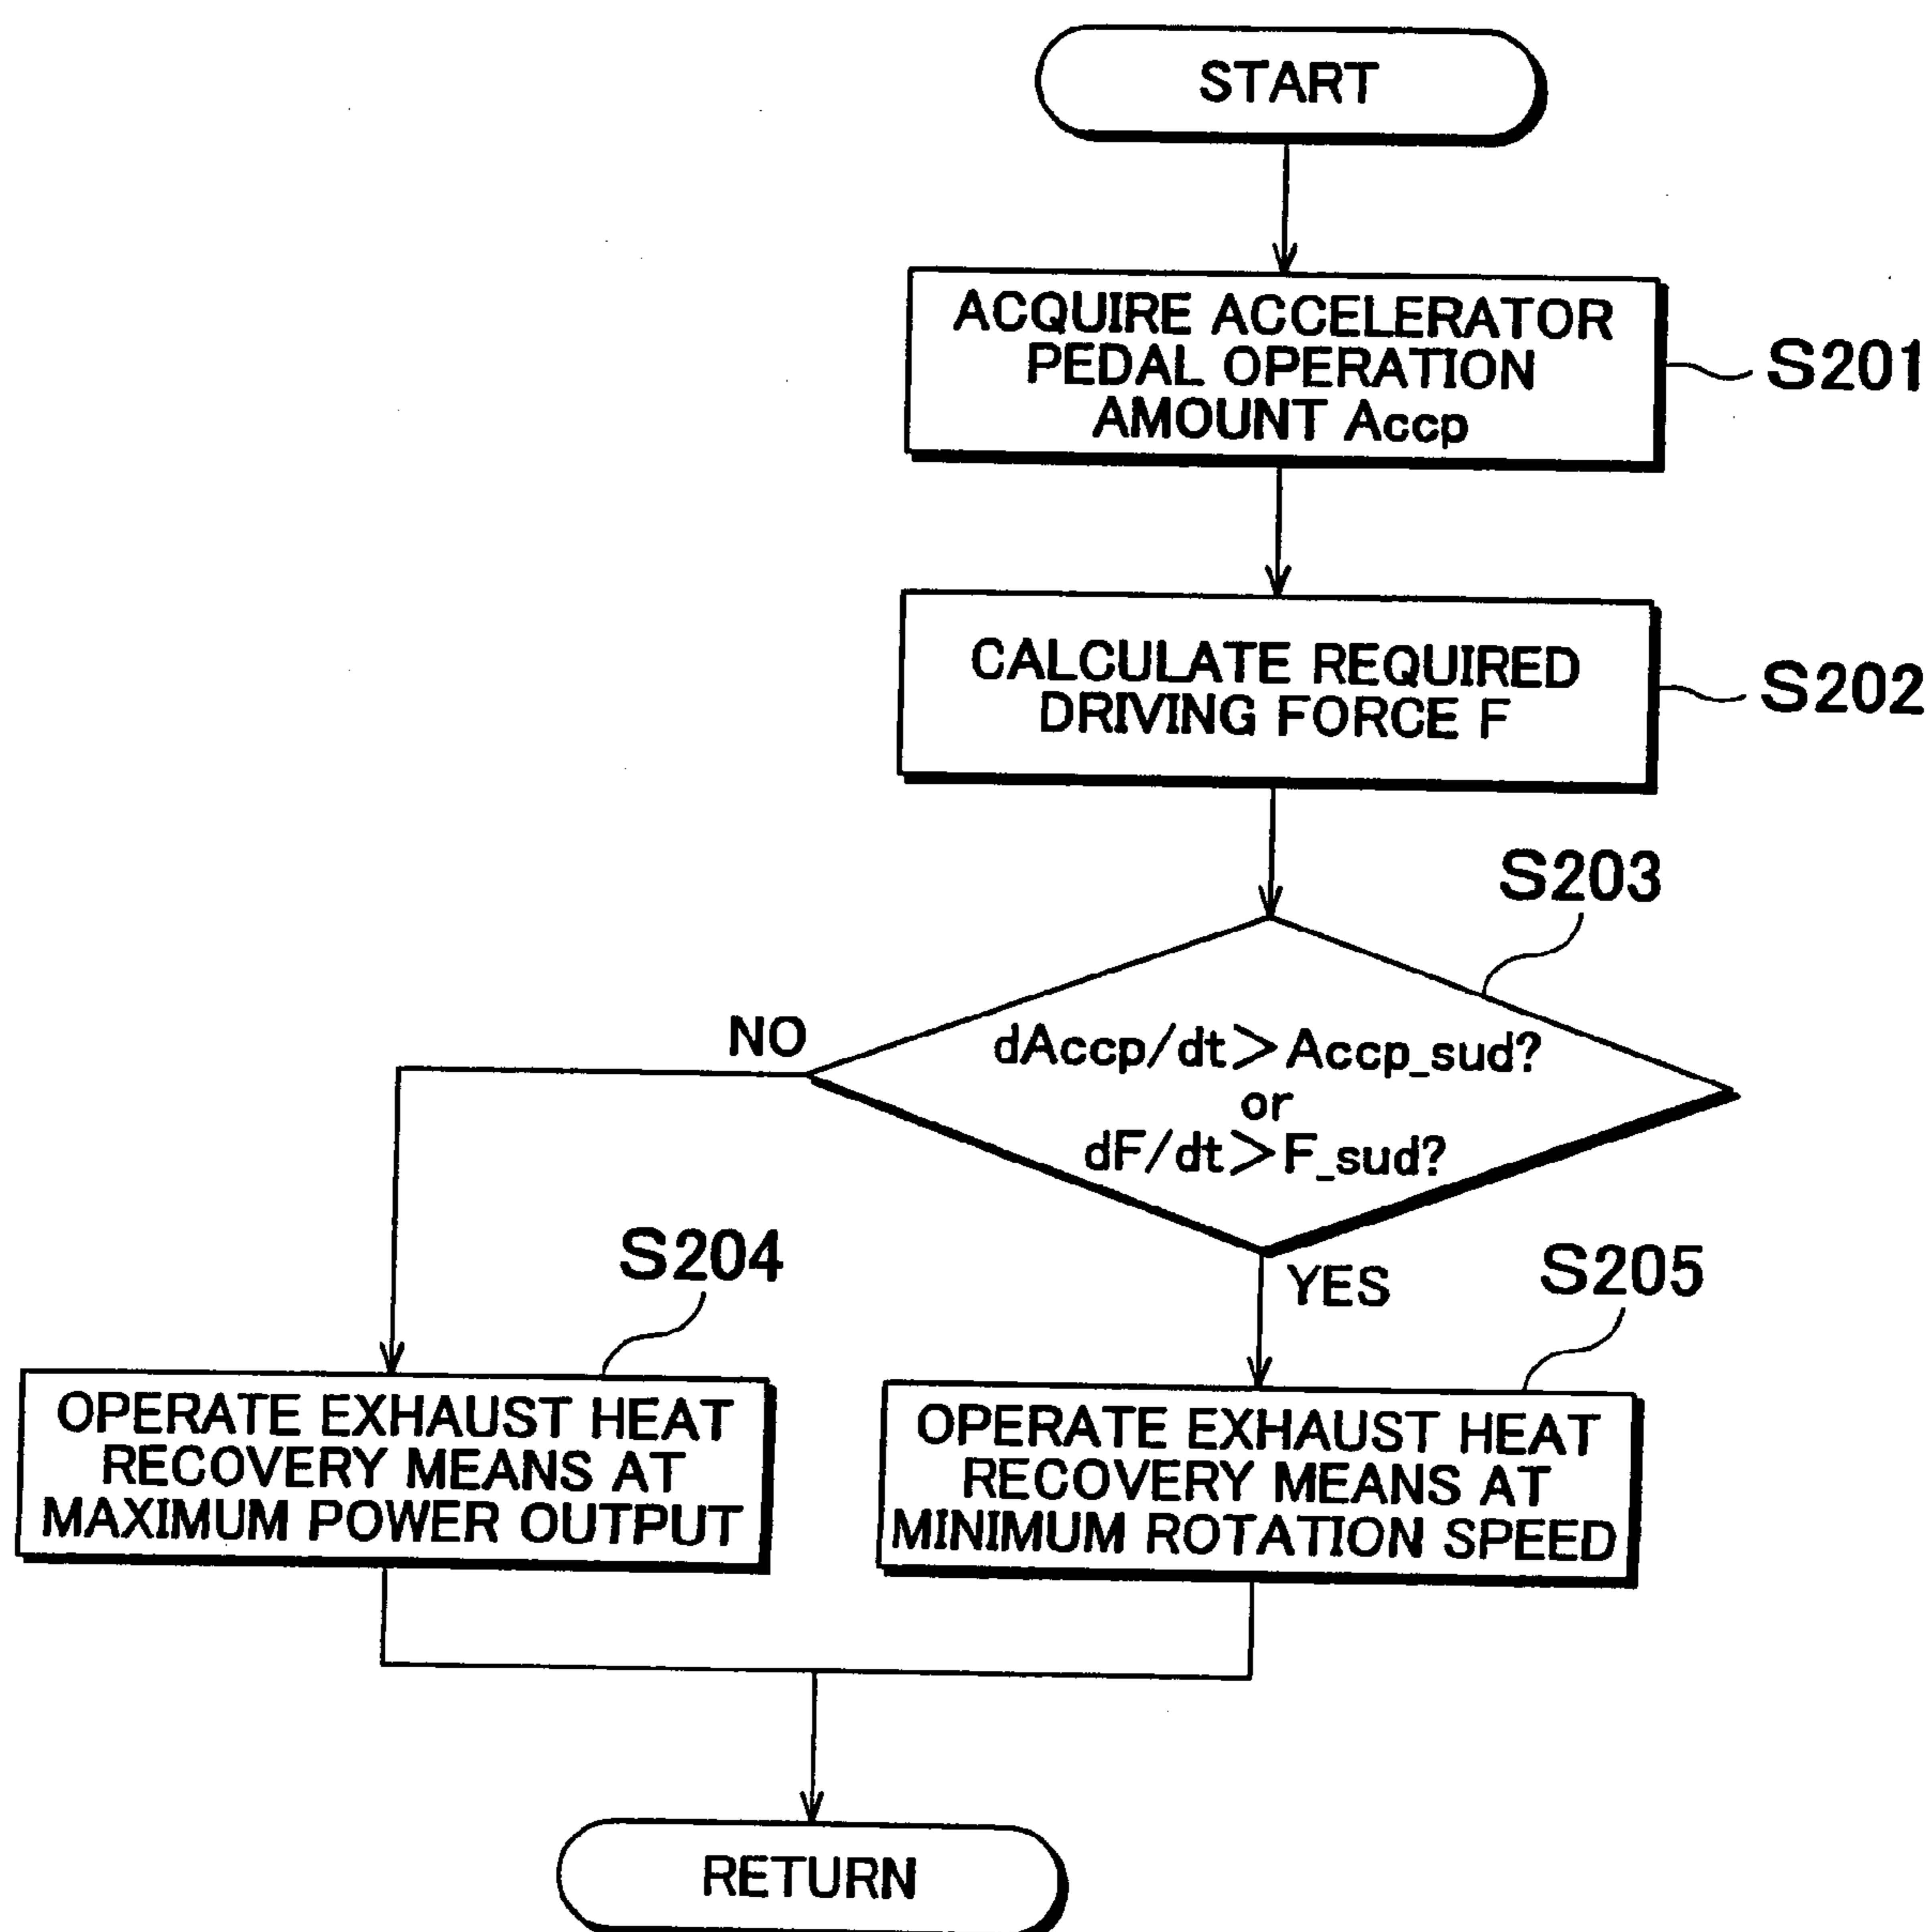 START
ACQUIRE ACCELERATOR
PEDAL OPERATION
AMOUNT Accp
S201
CALCULATE REQUIRED
DRIVING FORCE F
S202
S203
dAccp/dt>Accp_sud?
or
dF/dt>F_sud?
NO
YES
S204
OPERATE EXHAUST HEAT
RECOVERY MEANS AT
MAXIMUM POWER OUTPUT
S205
OPERATE EXHAUST HEAT
RECOVERY MEANS AT
MINIMUM ROTATION SPEED
RETURN